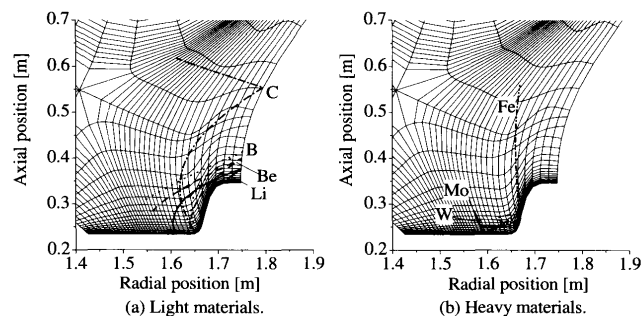 0.7
0.6
0.5
0.4
0.3
0.2
Axial position [m]
C
B
Be
Li
1.4 1.5 1.6 1.7 1.8 1.9
Radial position [m]
(a) Light materials.
0.7
0.6
0.5
0.4
0.3
0.2
Axial position [m]
Fe
Mo
W
1.4 1.5 1.6 1.7 1.8 1.9
Radial position [m]
(b) Heavy materials.